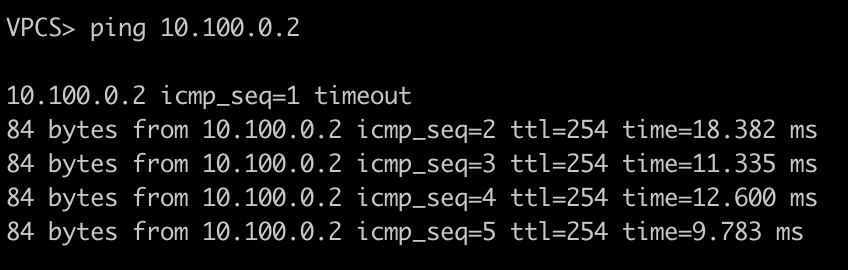 VPCS> ping 10.100.0.2
10.100.0.2 icmp_seq=1 timeout
84 bytes from 10.100.0.2 icmp_seq=2 ttl=254 time=18.382 ms
84 bytes from 10.100.0.2 icmp_seq=3 ttl=254 time=11.335 ms
84 bytes from 10.100.0.2 icmp_seq=4 ttl=254 time=12.600 ms
84 bytes from 10.100.0.2 icmp_seq=5 ttl=254 time=9.783 ms